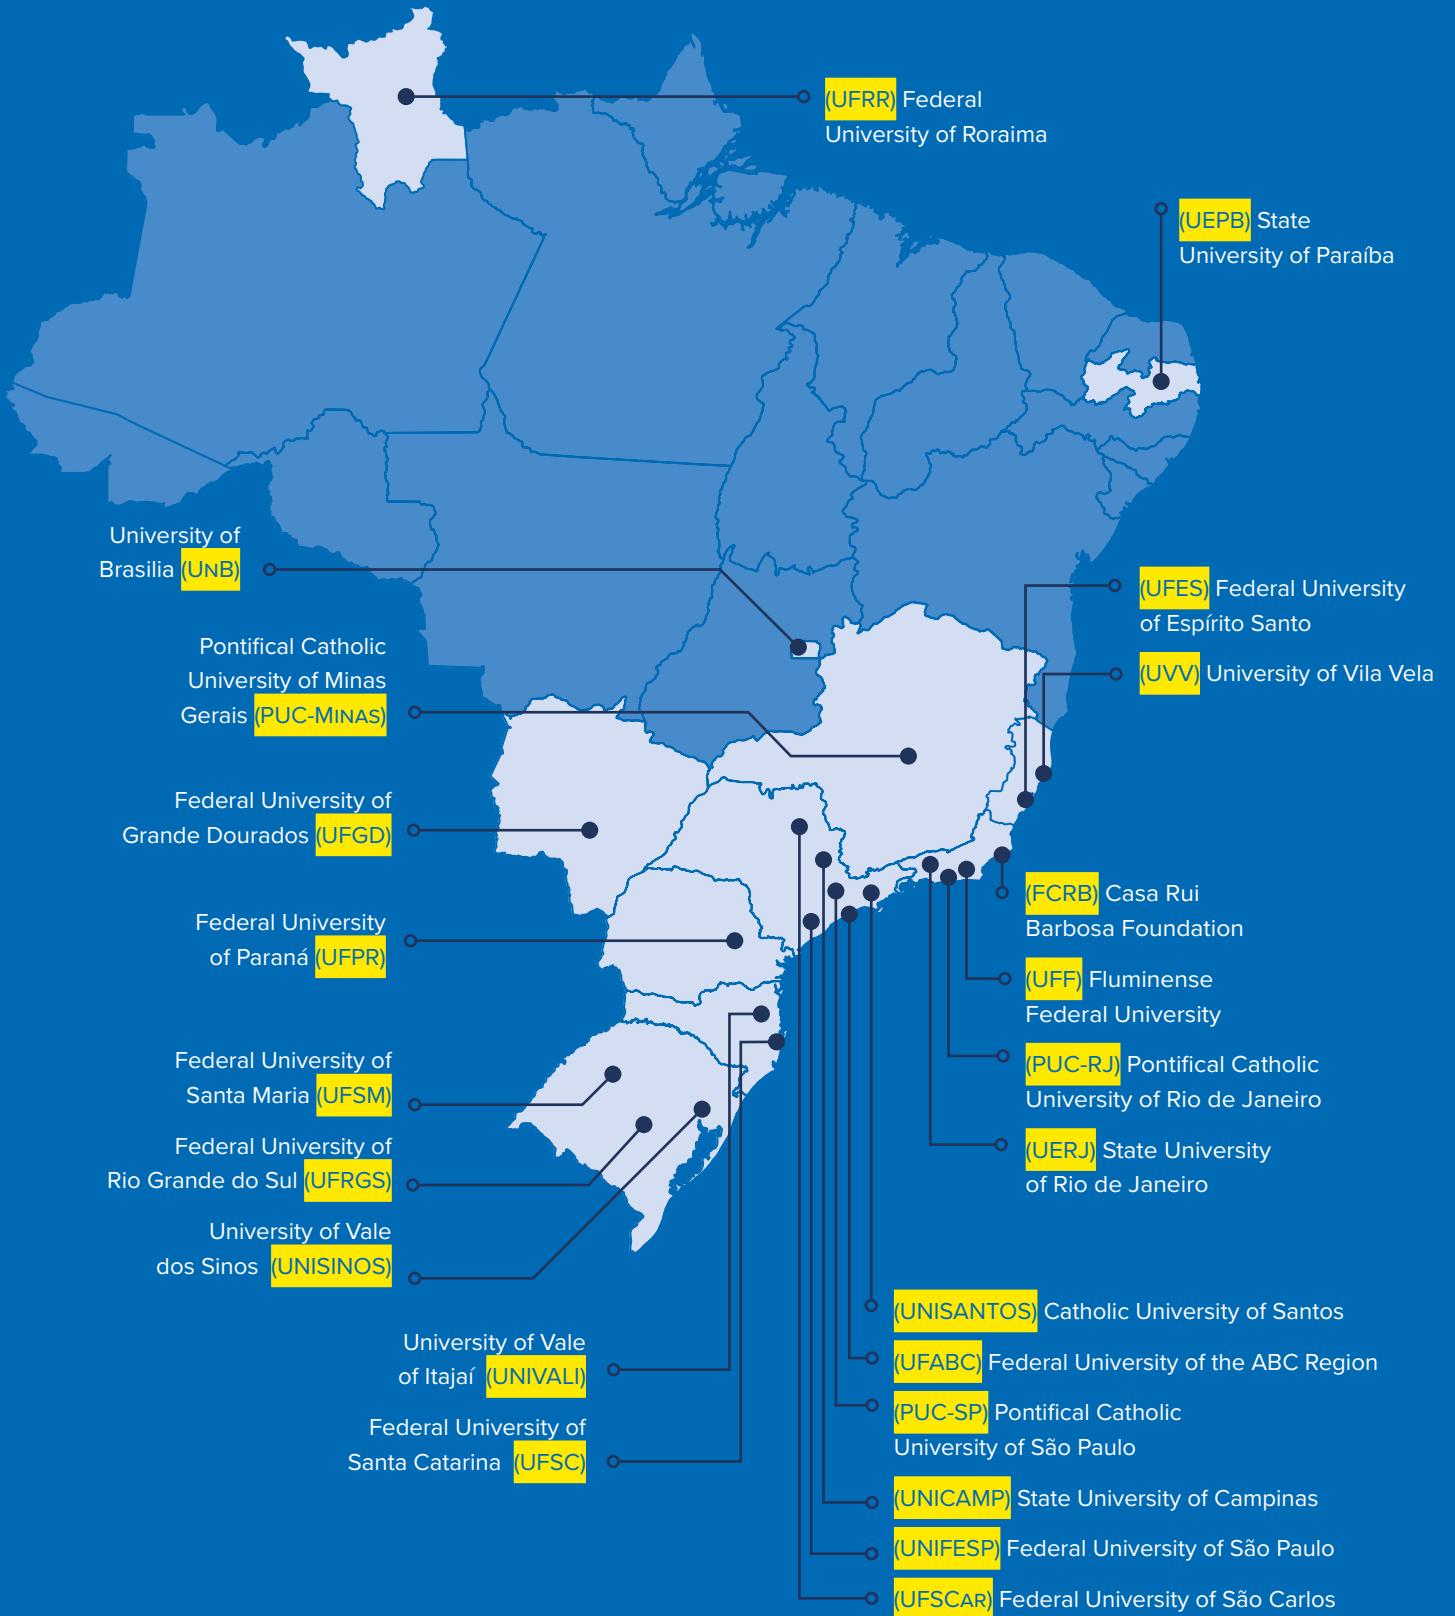 (UFRR) Federal
University of Roraima
(UEPB) State
University of Paraíba
University of
Brasilia (UNB)
Pontifical Catholic
University of Minas
Gerais (PUC-MINAS)
Federal University of
Grande Dourados (UFGD)
Federal University
of Paraná (UFPR)
Federal University of
Santa Maria (UFSM)
Federal University of
Rio Grande do Sul (UFRGS)
University of Vale
dos Sinos (UNISINOS)
University of Vale
of Itajaí (UNIVALI)
Federal University of
Santa Catarina (UFSC)
(UFES) Federal University
of Espírito Santo
(UVV) University of Vila Vela
(FCRB) Casa Rui
Barbosa Foundation
(UFF) Fluminense
Federal University
(PUC-RJ) Pontifical Catholic
University of Rio de Janeiro
(UERJ) State University
of Rio de Janeiro
(UNISANTOS) Catholic University of Santos
(UFABC) Federal University of the ABC Region
(PUC-SP) Pontifical Catholic
University of São Paulo
(UNICAMP) State University of Campinas
(UNIFESP) Federal University of São Paulo
(UFSCAR) Federal University of São Carlos